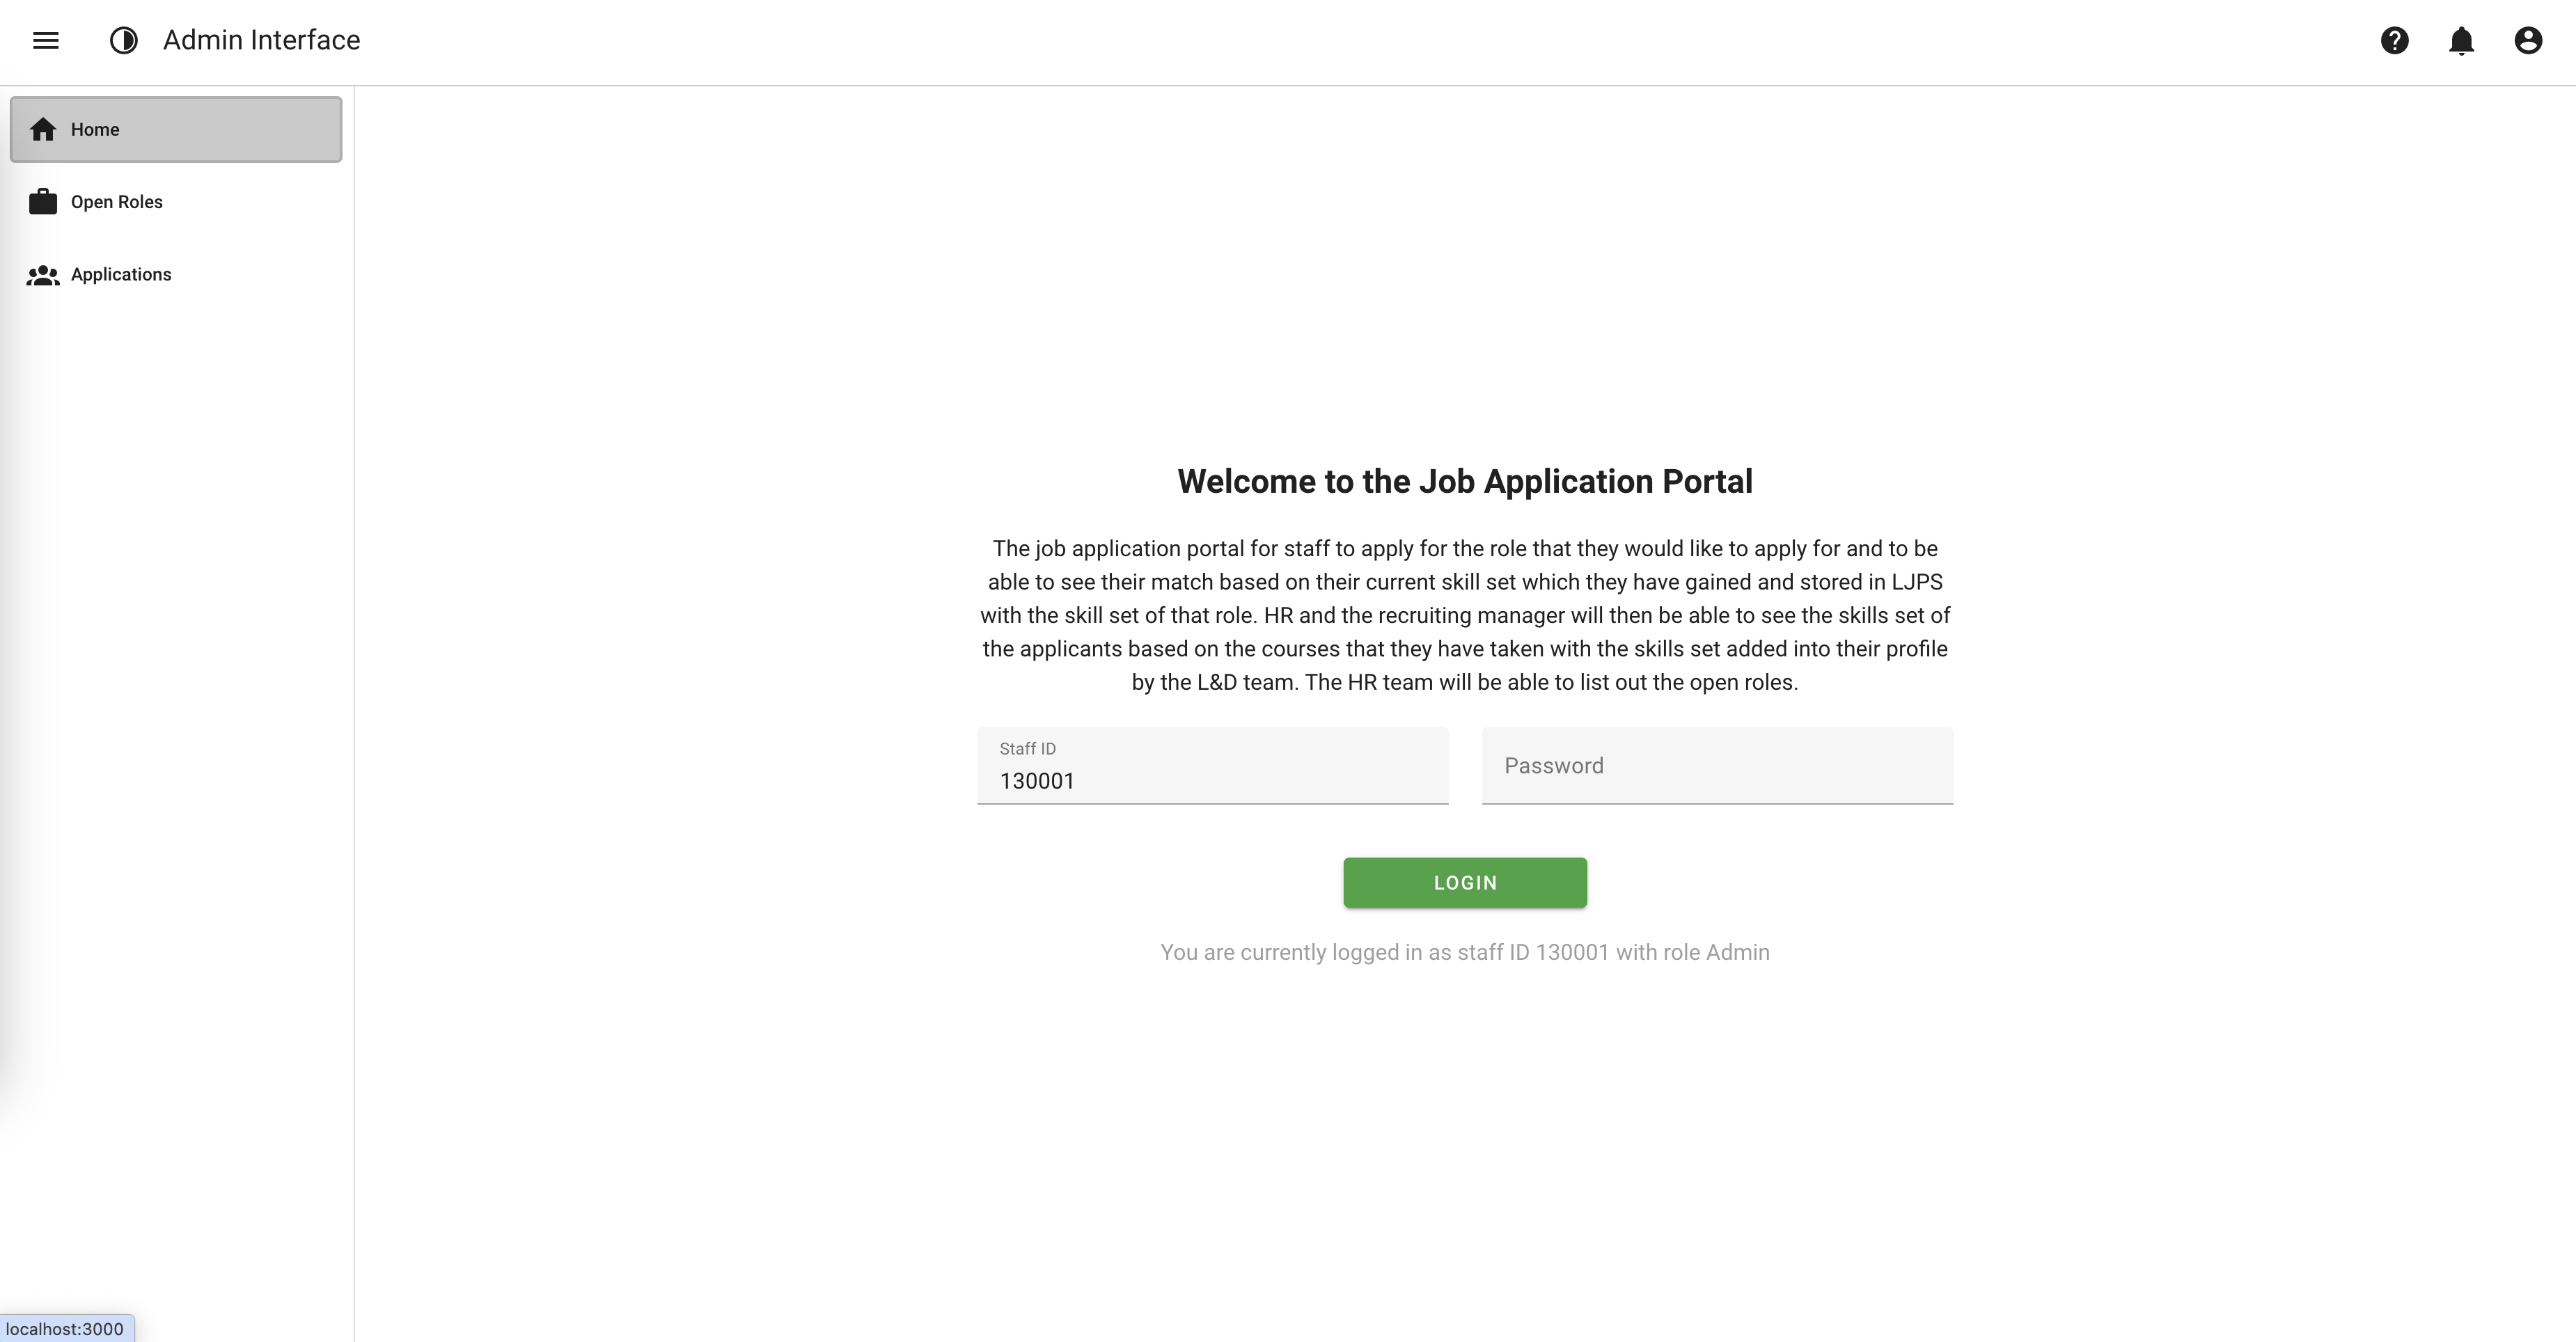 Admin Interface
Home
Open Roles
Applications
Welcome to the Job Application Portal
The job application portal for staff to apply for the role that they would like to apply for and to be
able to see their match based on their current skill set which they have gained and stored in LJPS
with the skill set of that role. HR and the recruiting manager will then be able to see the skills set of
the applicants based on the courses that they have taken with the skills set added into their profile
by the L&D team. The HR team will be able to list out the open roles.
Staff ID
130001
Password
LOGIN
You are currently logged in as staff ID 130001 with role Admin
localhost:3000